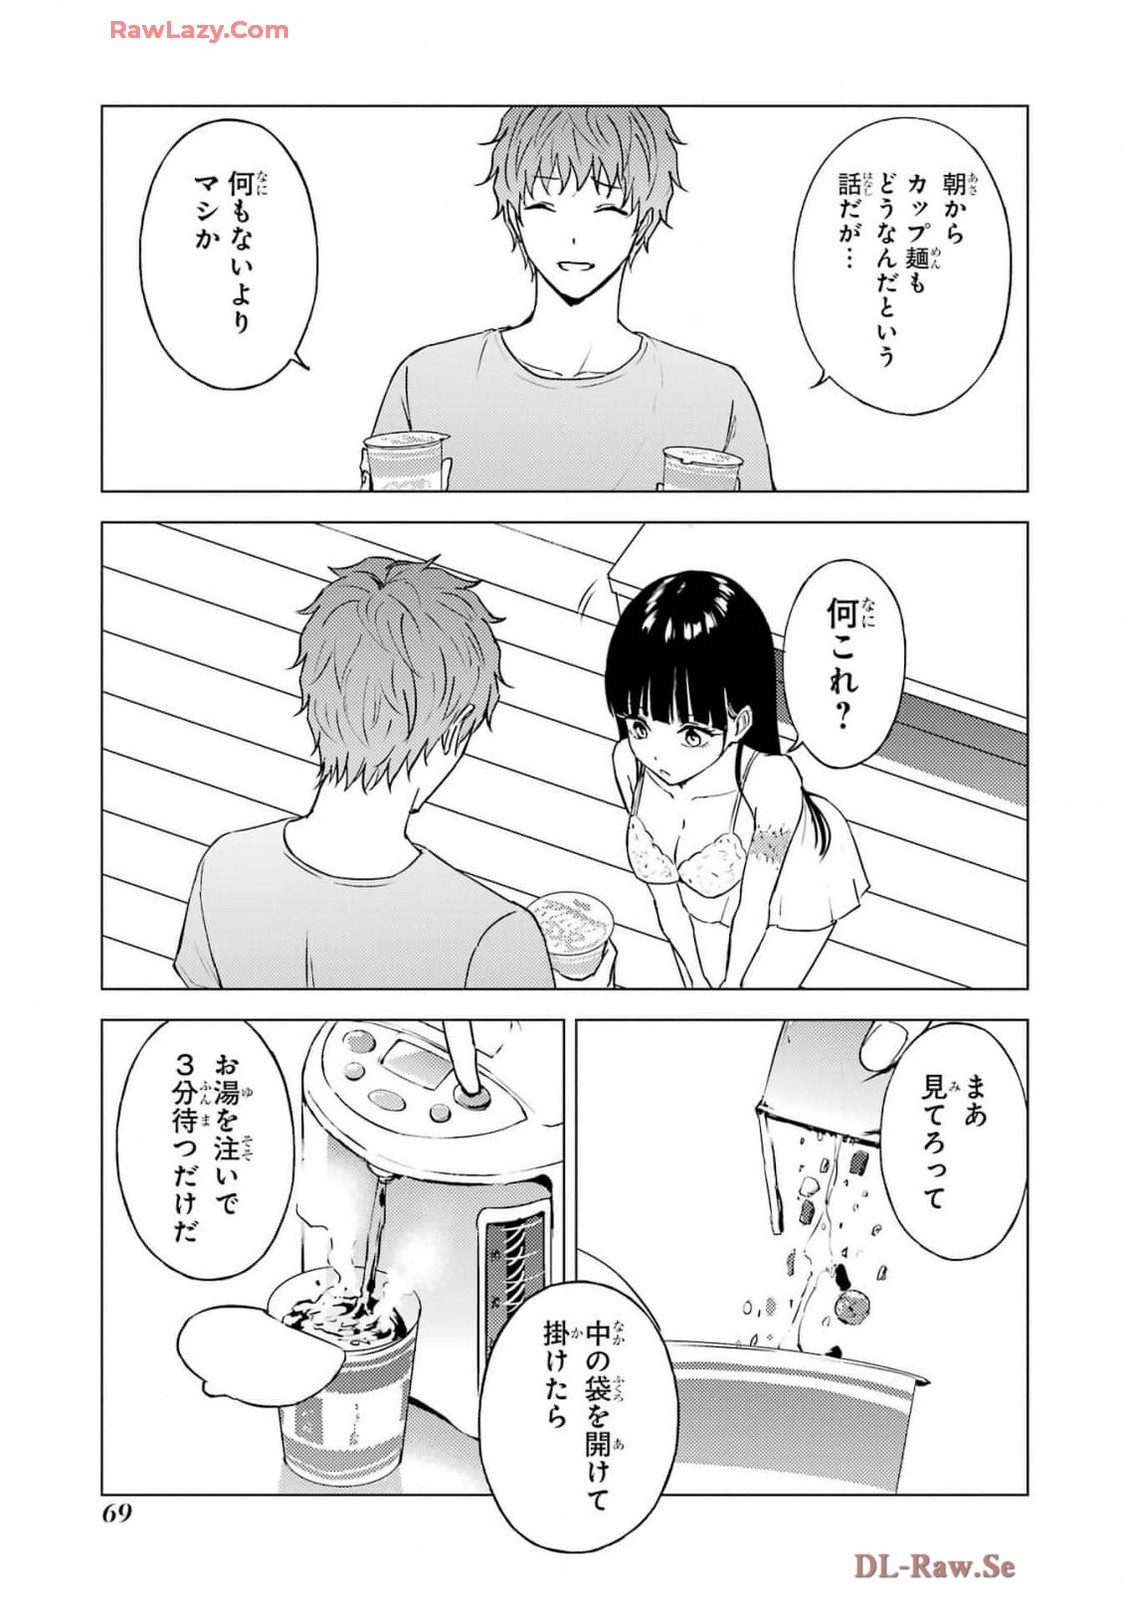 RawLazy.Com
朝から
カップ麺も
どうなんだという
話だが…
何もないより
マシか
何これ？
まあ
見てろって
中の袋を開けて
掛けたら
お湯を注いで
3分待つだけだ
69
DL-Raw.Se